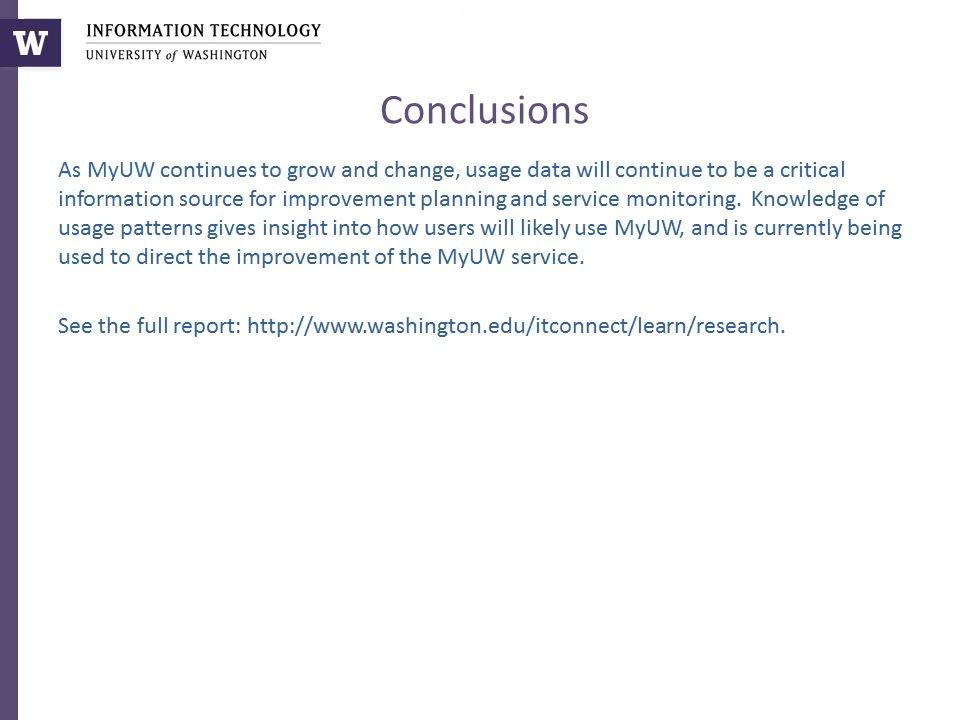 W
INFORMATION TECHNOLOGY
UNIVERSITY of WASHINGTON
Conclusions
As MyUW continues to grow and change, usage data will continue to be a critical
information source for improvement planning and service monitoring.  Knowledge of
usage patterns gives insight into how users will likely use MyUW, and is currently being
used to direct the improvement of the MyUW service.
See the full report: http://www.washington.edu/itconnect/learn/research.